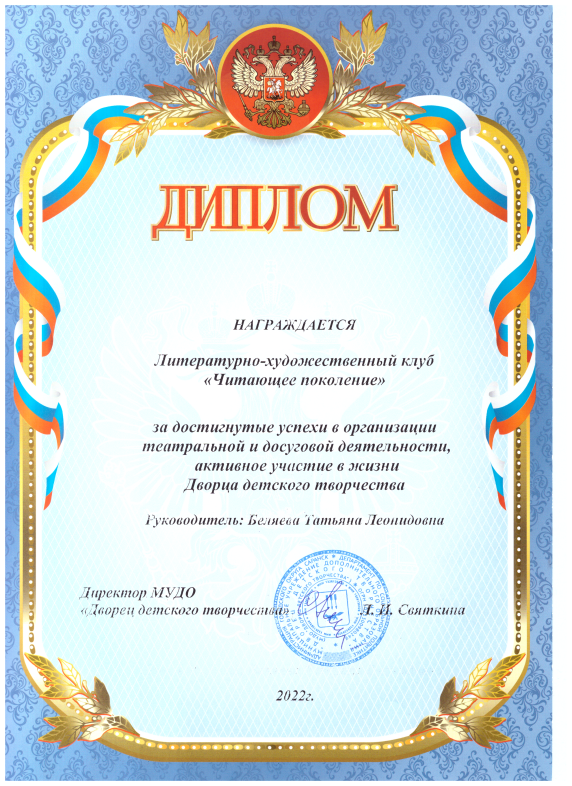 ДИПЛОМ
НАГРАЖДАЕТСЯ
Литературно-художественный клуб
«Читающее поколение»
за достигнутые успехи в организации
театральной и досуговой деятельности,
активное участие в жизни
Дворца детского творчества
Руководитель: Беляева Татьяна Леонидовна
Директор МУДО
«Дворец детского творчества» Л. И. Святкина
2022г.